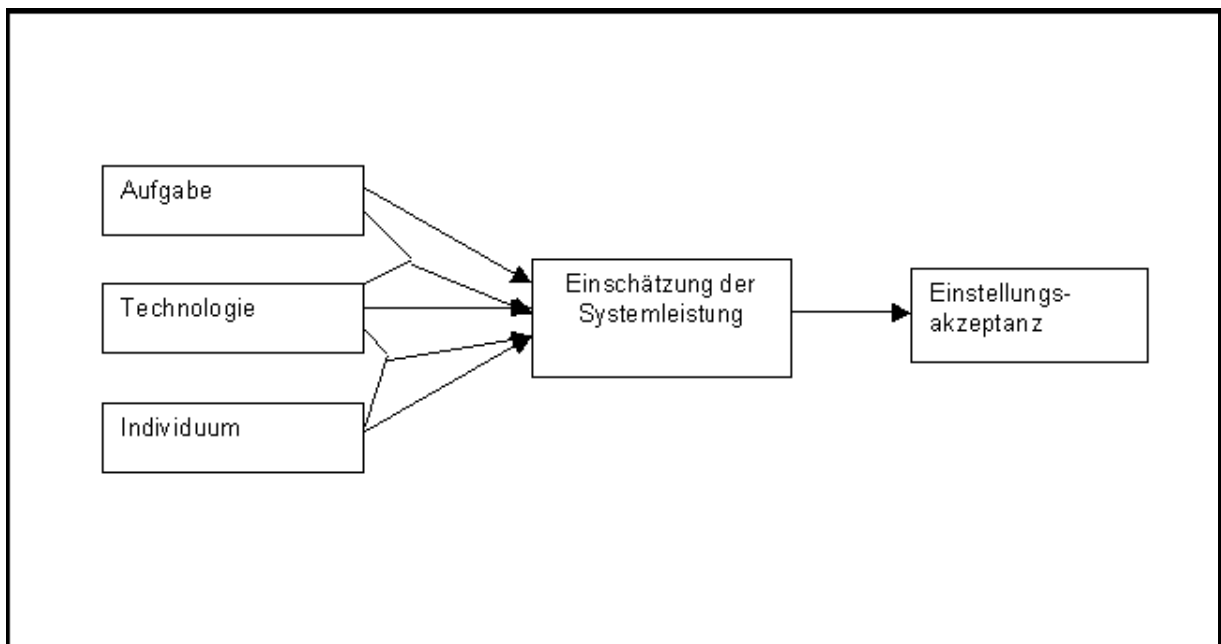 Aufgabe
Technologie
Individuum
Einschätzung der
Systemleistung
Einstellungs-
akzeptanz